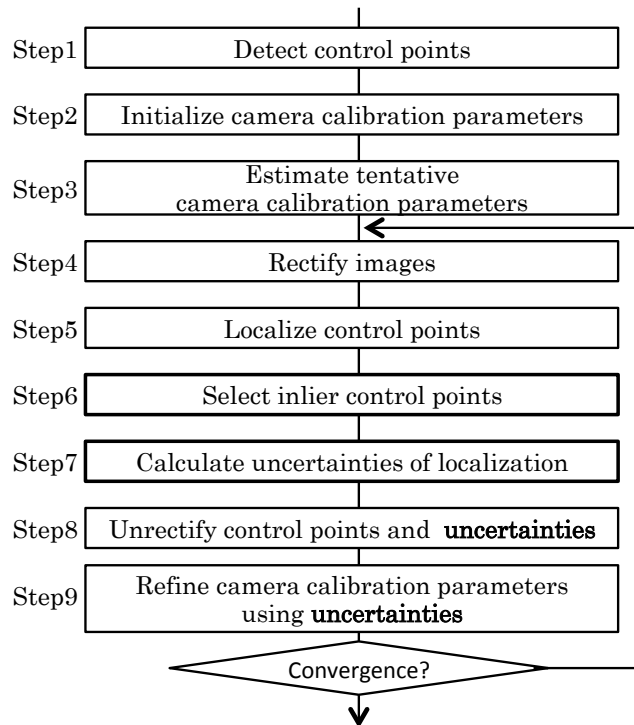 Step1 Detect control points
Step2 Initialize camera calibration parameters
Step3 Estimate tentative
camera calibration parameters
Step4 Rectify images
Step5 Localize control points
Step6 Select inlier control points
Step7 Calculate uncertainties of localization
Step8 Unrectify control points and uncertainties
Step9 Refine camera calibration parameters
using uncertainties
Convergence?